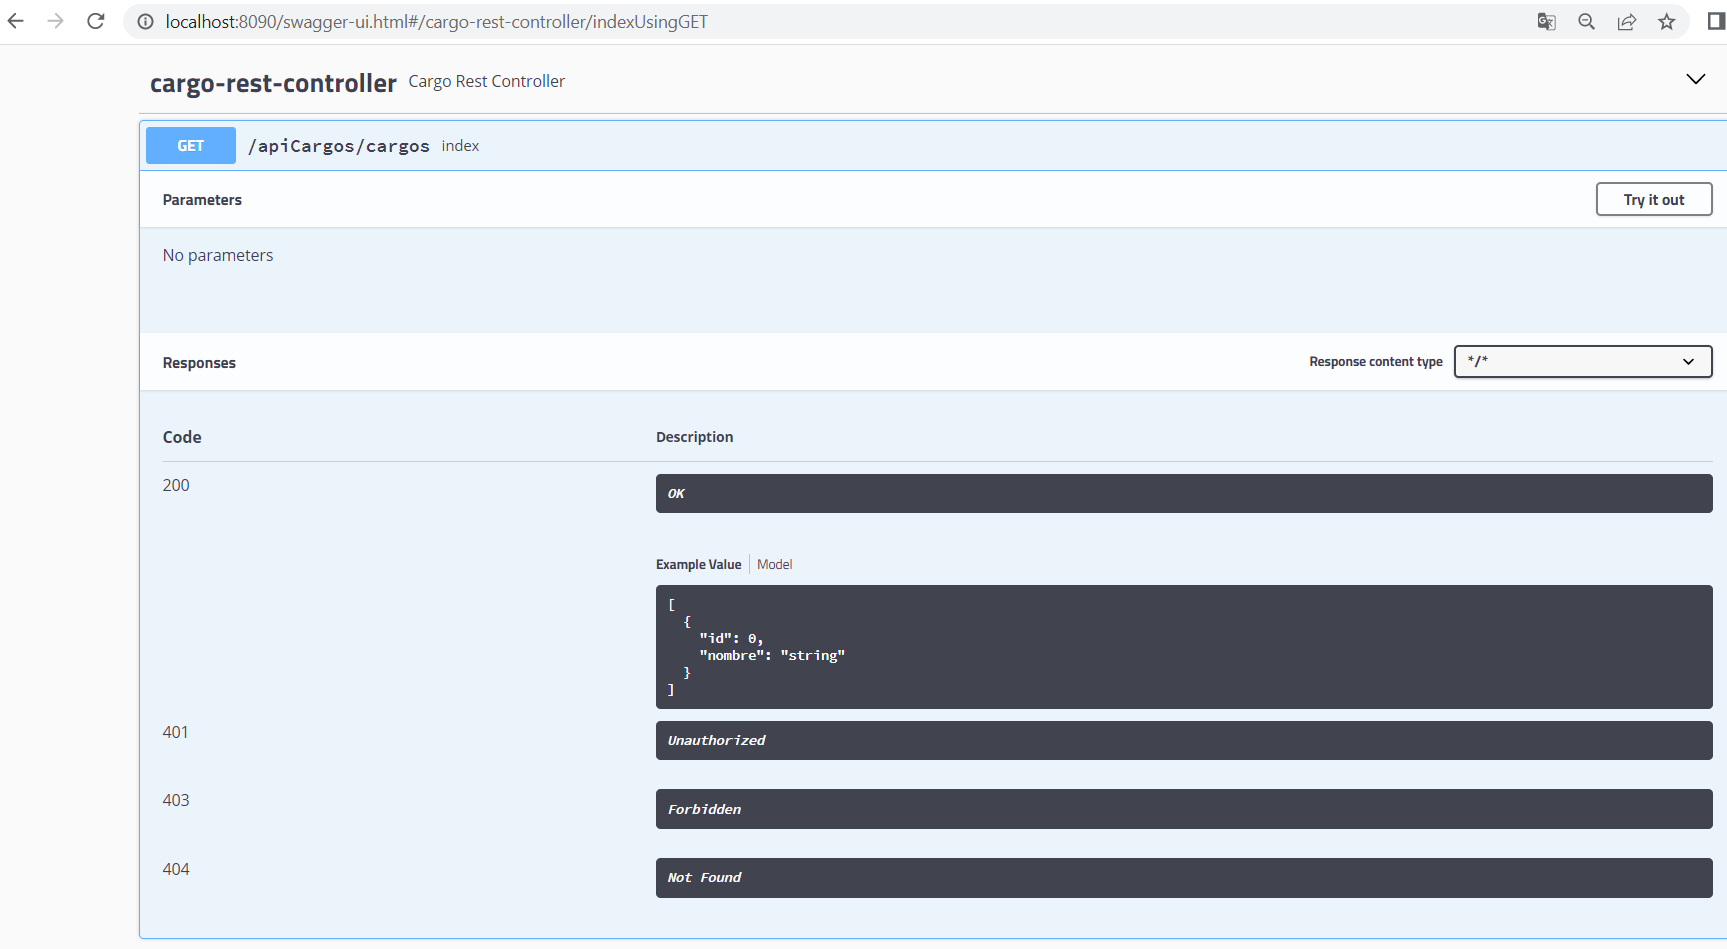 localhost:8090/swagger-ui.html#/cargo-rest-controller/indexUsingGET
cargo-rest-controller Cargo Rest Controller
GET /apiCargos/cargos index
Parameters Try it out
No parameters
Responses Response content type */*
Code Description
200 OK
Example Value Model
[
{
"id": 0,
"nombre": "string"
}
]
401 Unauthorized
403 Forbidden
404 Not Found